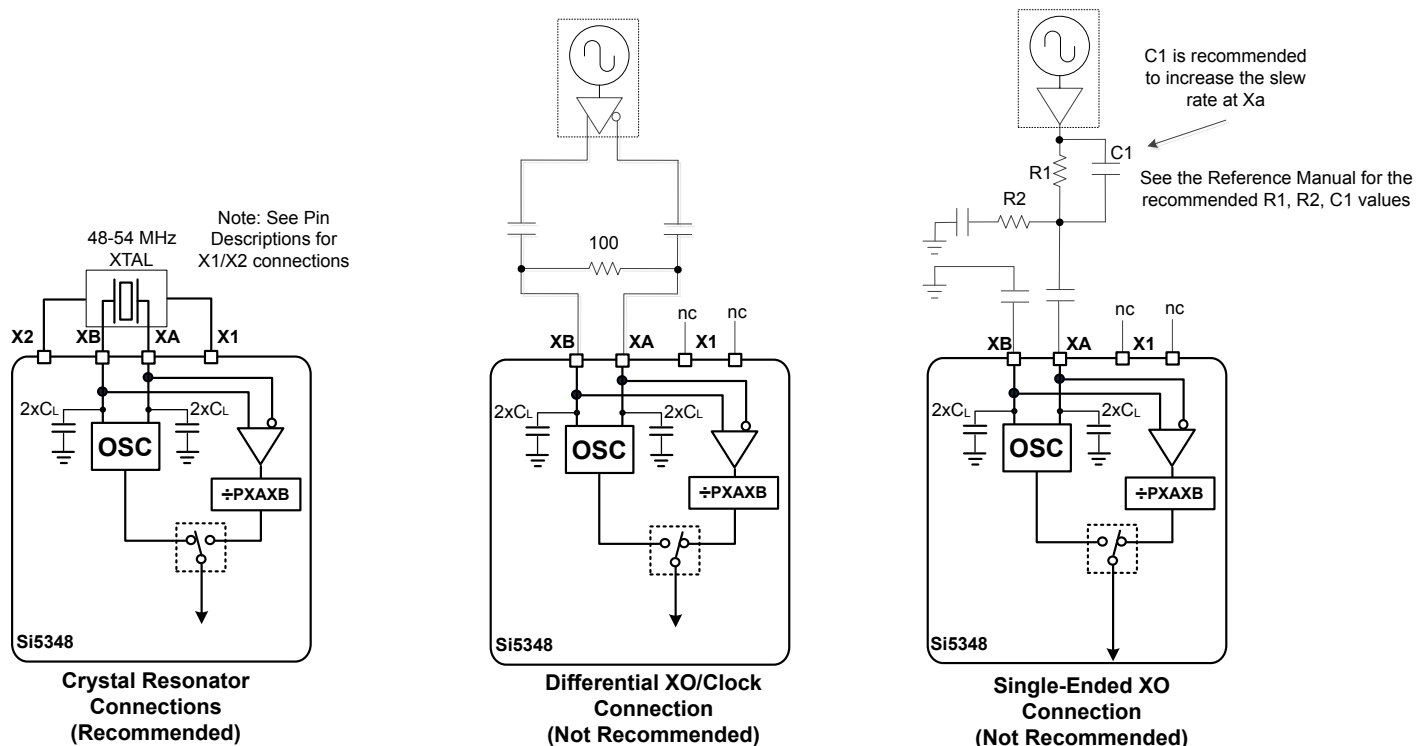 Note: See Pin
Descriptions for
X1/X2 connections
48-54 MHz
XTAL
X2
XB
XA
X1
2xCL
2xCL
OSC
÷PXAXB
Si5348
Crystal Resonator
Connections
(Recommended)
100
nc
nc
XB
XA
X1
2xCL
2xCL
OSC
÷PXAXB
Si5348
Differential XO/Clock
Connection
(Not Recommended)
C1 is recommended
to increase the slew
rate at Xa
C1
R1
See the Reference Manual for the
recommended R1, R2, C1 values
R2
nc
nc
XB
XA
X1
2xCL
2xCL
OSC
÷PXAXB
Si5348
Single-Ended XO
Connection
(Not Recommended)